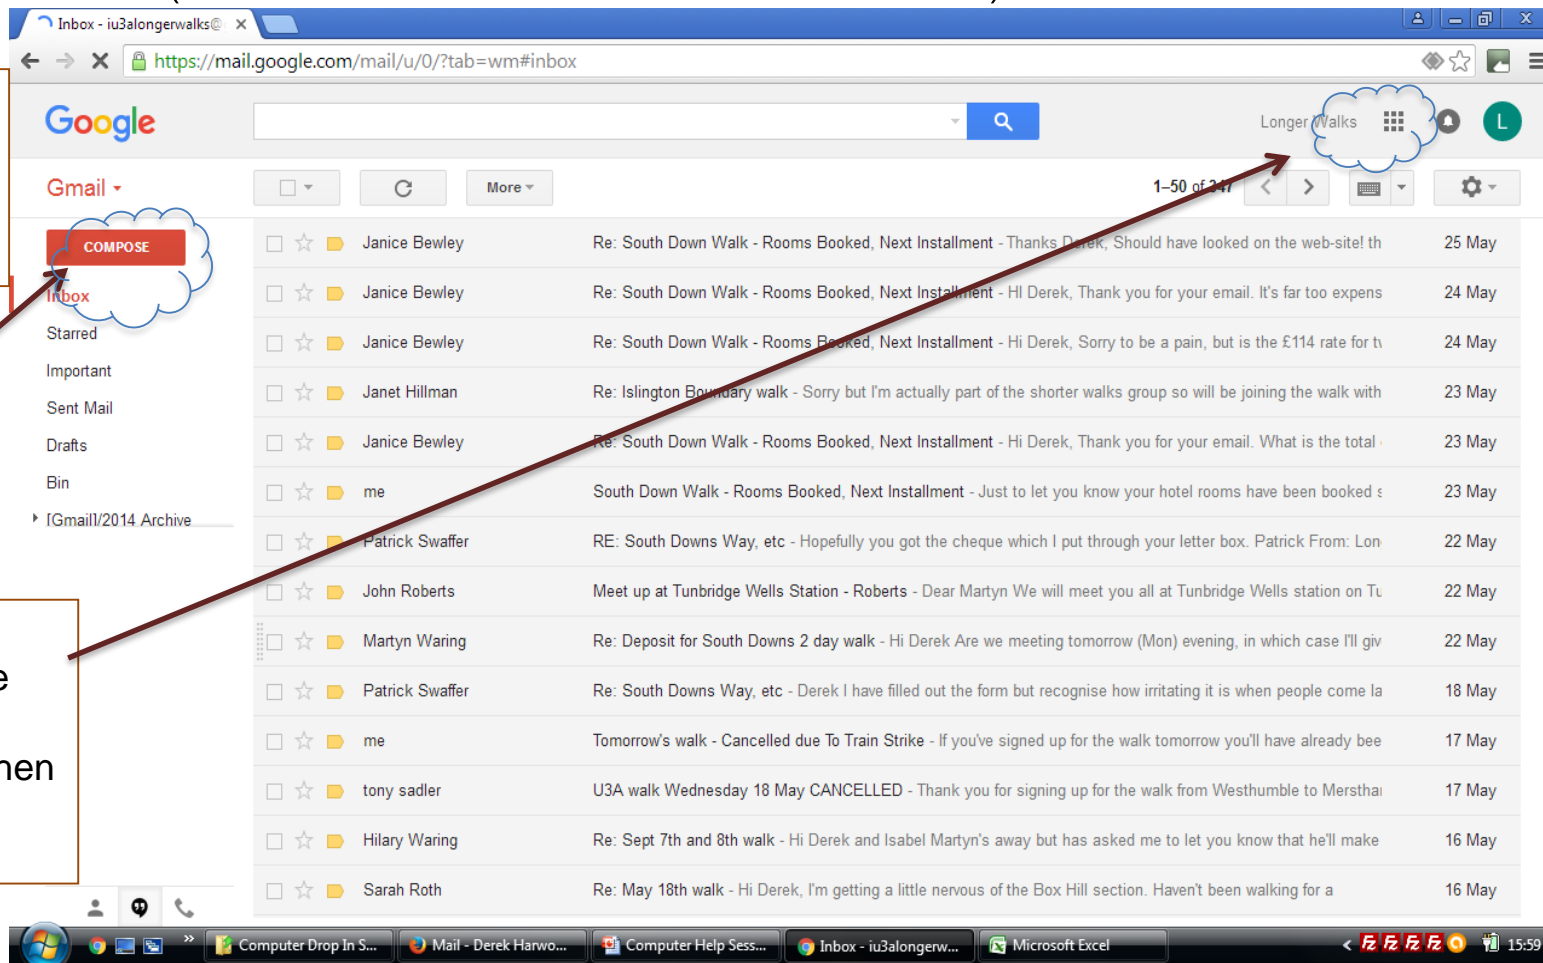 Inbox - iu3alongerwalks@
https://mail.google.com/mail/u/0/?tab=wm#inbox
Google
Longer Walks
L
Gmail
More
1–50 of 347
COMPOSE
Inbox
Starred
Important
Sent Mail
Drafts
Bin
[Gmail]/2014 Archive
Janice Bewley Re: South Down Walk - Rooms Booked, Next Installment - Thanks Derek, Should have looked on the web-site! th 25 May
Janice Bewley Re: South Down Walk - Rooms Booked, Next Installment - HI Derek, Thank you for your email. It's far too expens 24 May
Janice Bewley Re: South Down Walk - Rooms Booked, Next Installment - Hi Derek, Sorry to be a pain, but is the £114 rate for 24 May
Janet Hillman Re: Islington Boundary walk - Sorry but I'm actually part of the shorter walks group so will be joining the walk with 23 May
Janice Bewley Re: South Down Walk - Rooms Booked, Next Installment - Hi Derek, Thank you for your email. What is the total 23 May
me South Down Walk - Rooms Booked, Next Installment - Just to let you know your hotel rooms have been booked s 23 May
Patrick Swaffer RE: South Downs Way, etc - Hopefully you got the cheque which I put through your letter box. Patrick From: Lon 22 May
John Roberts Meet up at Tunbridge Wells Station - Roberts - Dear Martyn We will meet you all at Tunbridge Wells station on Tu 22 May
Martyn Waring Re: Deposit for South Downs 2 day walk - Hi Derek Are we meeting tomorrow (Mon) evening, in which case I'll giv 22 May
Patrick Swaffer Re: South Downs Way, etc - Derek I have filled out the form but recognise how irritating it is when people come la 18 May
me Tomorrow's walk - Cancelled due To Train Strike - If you've signed up for the walk tomorrow you'll have already bee 17 May
tony sadler U3A walk Wednesday 18 May CANCELLED - Thank you for signing up for the walk from Westhumble to Merstha 17 May
Hilary Waring Re: Sept 7th and 8th walk - Hi Derek and Isabel Martyn's away but has asked me to let you know that he'll make 16 May
Sarah Roth Re: May 18th walk - Hi Derek, I'm getting a little nervous of the Box Hill section. Haven't been walking for a 16 May
e
hen
Computer Drop In S... Mail - Derek Harwo... Computer Help Sess... Inbox - iu3alongerw... Microsoft Excel 15:59